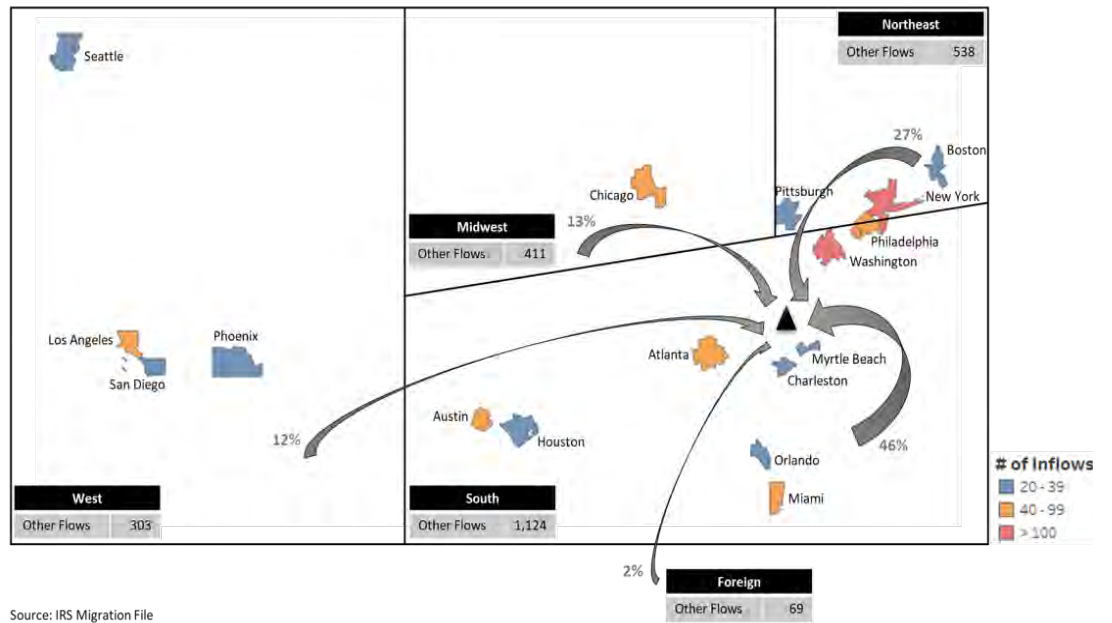 Northeast
Other Flows 538
Seattle
27%
Boston
Chicago
Pittsburgh
New York
13%
Midwest
Other Flows 411
Philadelphia
Washington
Los Angeles
Phoenix
Atlanta
Myrtle Beach
San Diego
Charleston
Austin
12%
Houston
46%
Orlando
# of Inflows
20 - 39
West
South
Miami
40 - 99
Other Flows 303
Other Flows 1,124
> 100
2%
Foreign
Other Flows 69
Source: IRS Migration File